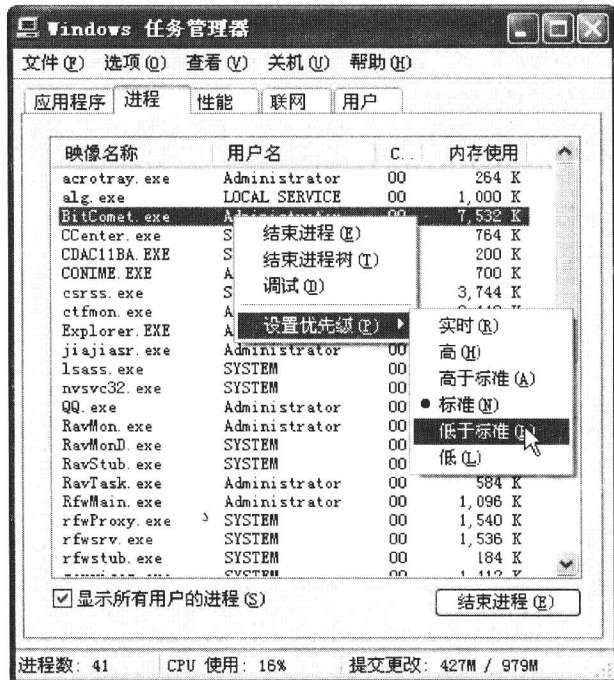 Windows 任务管理器
文件(F) 选项(O) 查看(V) 关机(U) 帮助(H)
应用程序 进程 性能 联网 用户
映像名称 用户名 C.. 内存使用
acrotray.exe Administrator 00 264 K
alg.exe LOCAL SERVICE 00 1,000 K
BitComet.exe 7,532 K
CCenter.exe S 764 K
CDAC11BA.EXE S 200 K
CONIME.EXE A 700 K
csrss.exe S 3,744 K
ctfmon.exe A
Explorer.EXE A
jiajiasr.exe Administrator 00
lsass.exe SYSTEM 00
nvsvc32.exe SYSTEM 00
QQ.exe Administrator 00
RavMon.exe Administrator 00
RavMonD.exe SYSTEM 00
RavStub.exe SYSTEM 00
RavTask.exe Administrator 00 584 K
RfwMain.exe Administrator 00 1,096 K
rfwProxy.exe SYSTEM 00 1,540 K
rfwsrv.exe SYSTEM 00 1,536 K
rfwstub.exe SYSTEM 00 184 K
结束进程(E)
结束进程树(T)
调试(D)
设置优先级(P)
实时(R)
高(H)
高于标准(A)
标准(N)
低于标准
低(L)
显示所有用户的进程(S)
结束进程(E)
进程数: 41 CPU 使用: 16% 提交更改: 427M / 979M